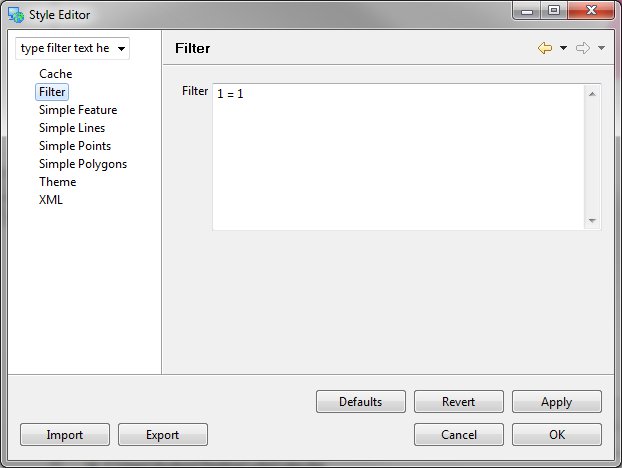 Style Editor
type filter text he
Cache
Filter
Simple Feature
Simple Lines
Simple Points
Simple Polygons
Theme
XML
Filter
Filter
1 = 1
Defaults
Revert
Apply
Import
Export
Cancel
OK